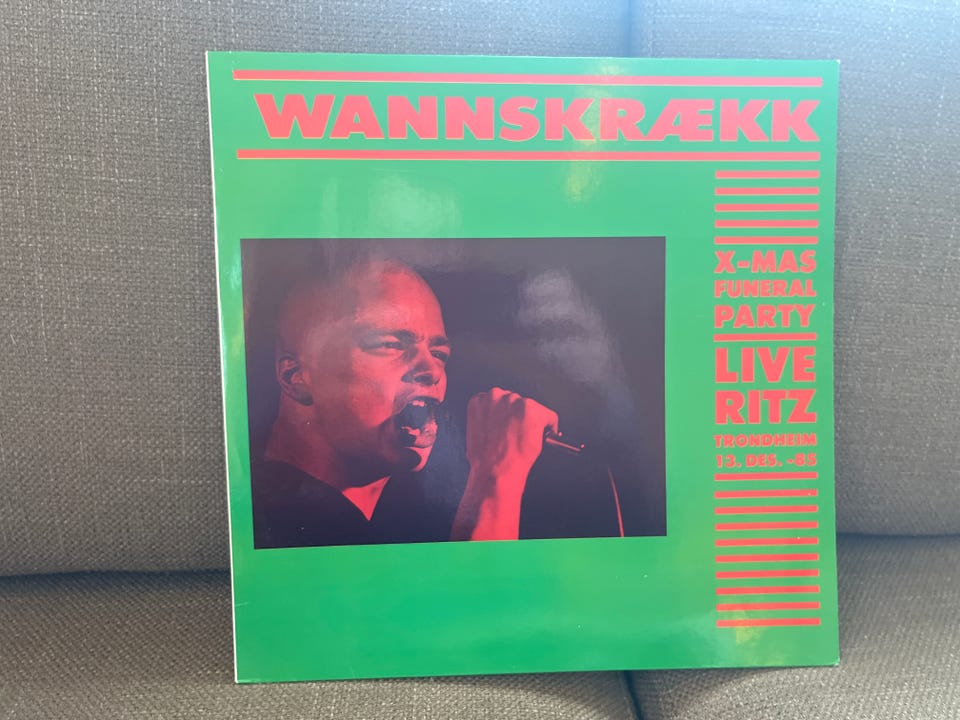 WANNSKRÆKK
X-MAS
FUNERAL
PARTY
LIVE
RITZ
TRONDHEIM
13. DES. -85